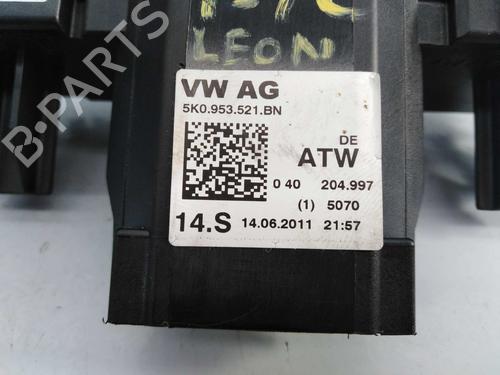 LEON
VW AG
5K0.953.521.BN
DE
ATW
0 40 204.997
(1) 5070
14.S 14.06.2011 21:57
B-Parts